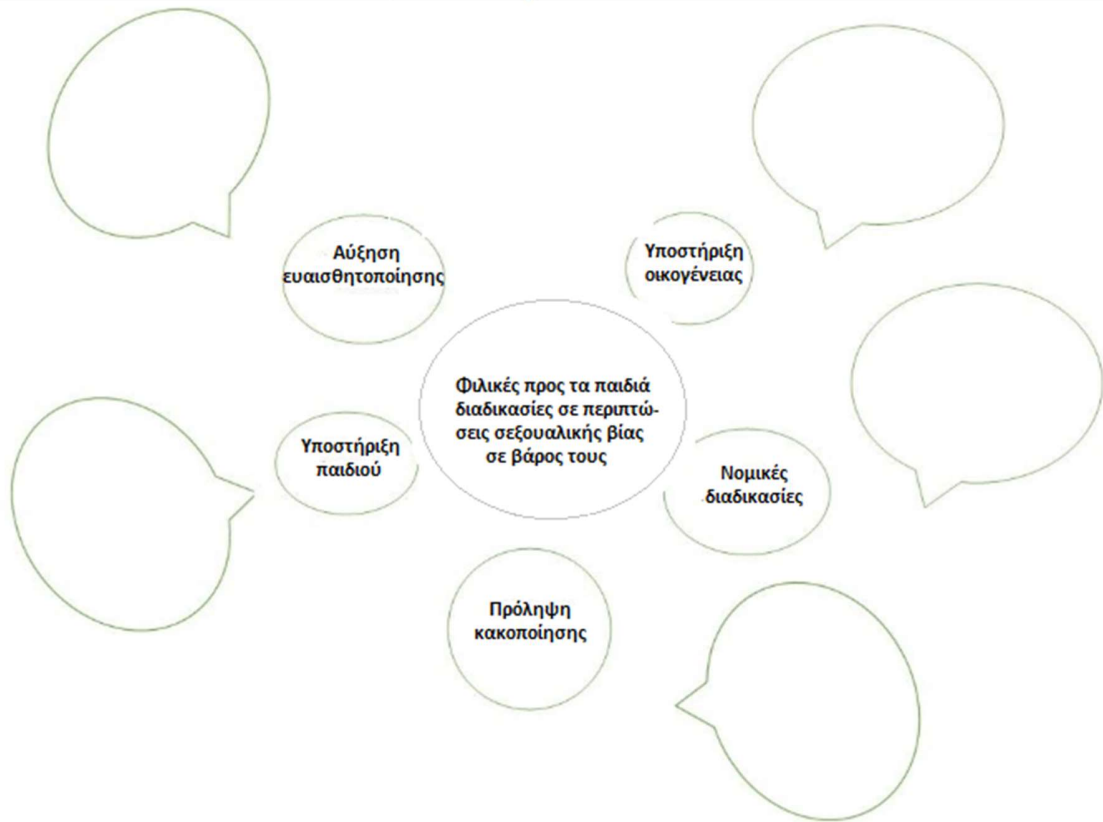 Αύξηση
ευαισθητοποίησης
Υποστήριξη
οικογένειας
Φιλικές προς τα παιδιά
διαδικασίες σε περιπτώ-
σεις σεξουαλικής βίας
σε βάρος τους
Υποστήριξη
παιδιού
Νομικές
διαδικασίες
Πρόληψη
κακοποίησης